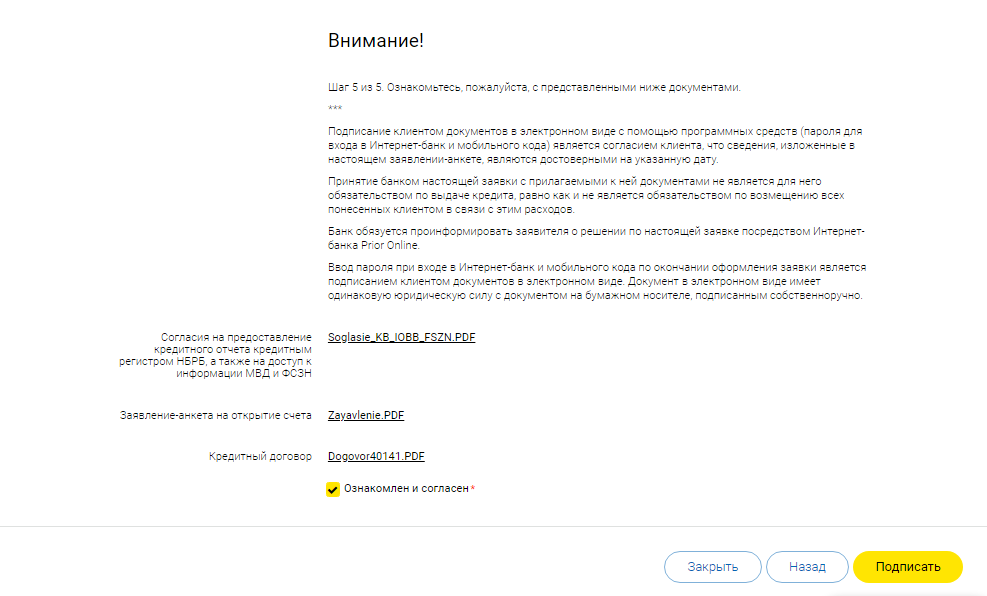 Внимание!
Шаг 5 из 5. Ознакомьтесь, пожалуйста, с представленными ниже документами.
***
Подписание клиентом документов в электронном виде с помощью программных средств (пароля для
входа в Интернет-банк и мобильного кода) является согласием клиента, что сведения, изложенные в
настоящем заявлении-анкете, являются достоверными на указанную дату.
Принятие банком настоящей заявки с прилагаемыми к ней документами не является для него
обязательством по выдаче кредита, равно как и не является обязательством по возмещению всех
понесенных клиентом в связи с этим расходов.
Банк обязуется проинформировать заявителя о решении по настоящей заявке посредством Интернет-
банка Prior Online.
Ввод пароля при входе в Интернет-банк и мобильного кода по окончании оформления заявки является
подписанием клиентом документов в электронном виде. Документ в электронном виде имеет
одинаковую юридическую силу с документом на бумажном носителе, подписанным собственноручно.
Согласия на предоставление
кредитного отчета кредитным
регистром НБРБ, а также на доступ к
информации МВД и ФСЗН
Soglasie_KB_IOBB_FSZN.PDF
Заявление-анкета на открытие счета
Zayavlenie.PDF
Кредитный договор
Dogovor40141.PDF
Ознакомлен и согласен*
Закрыть
Назад
Подписать